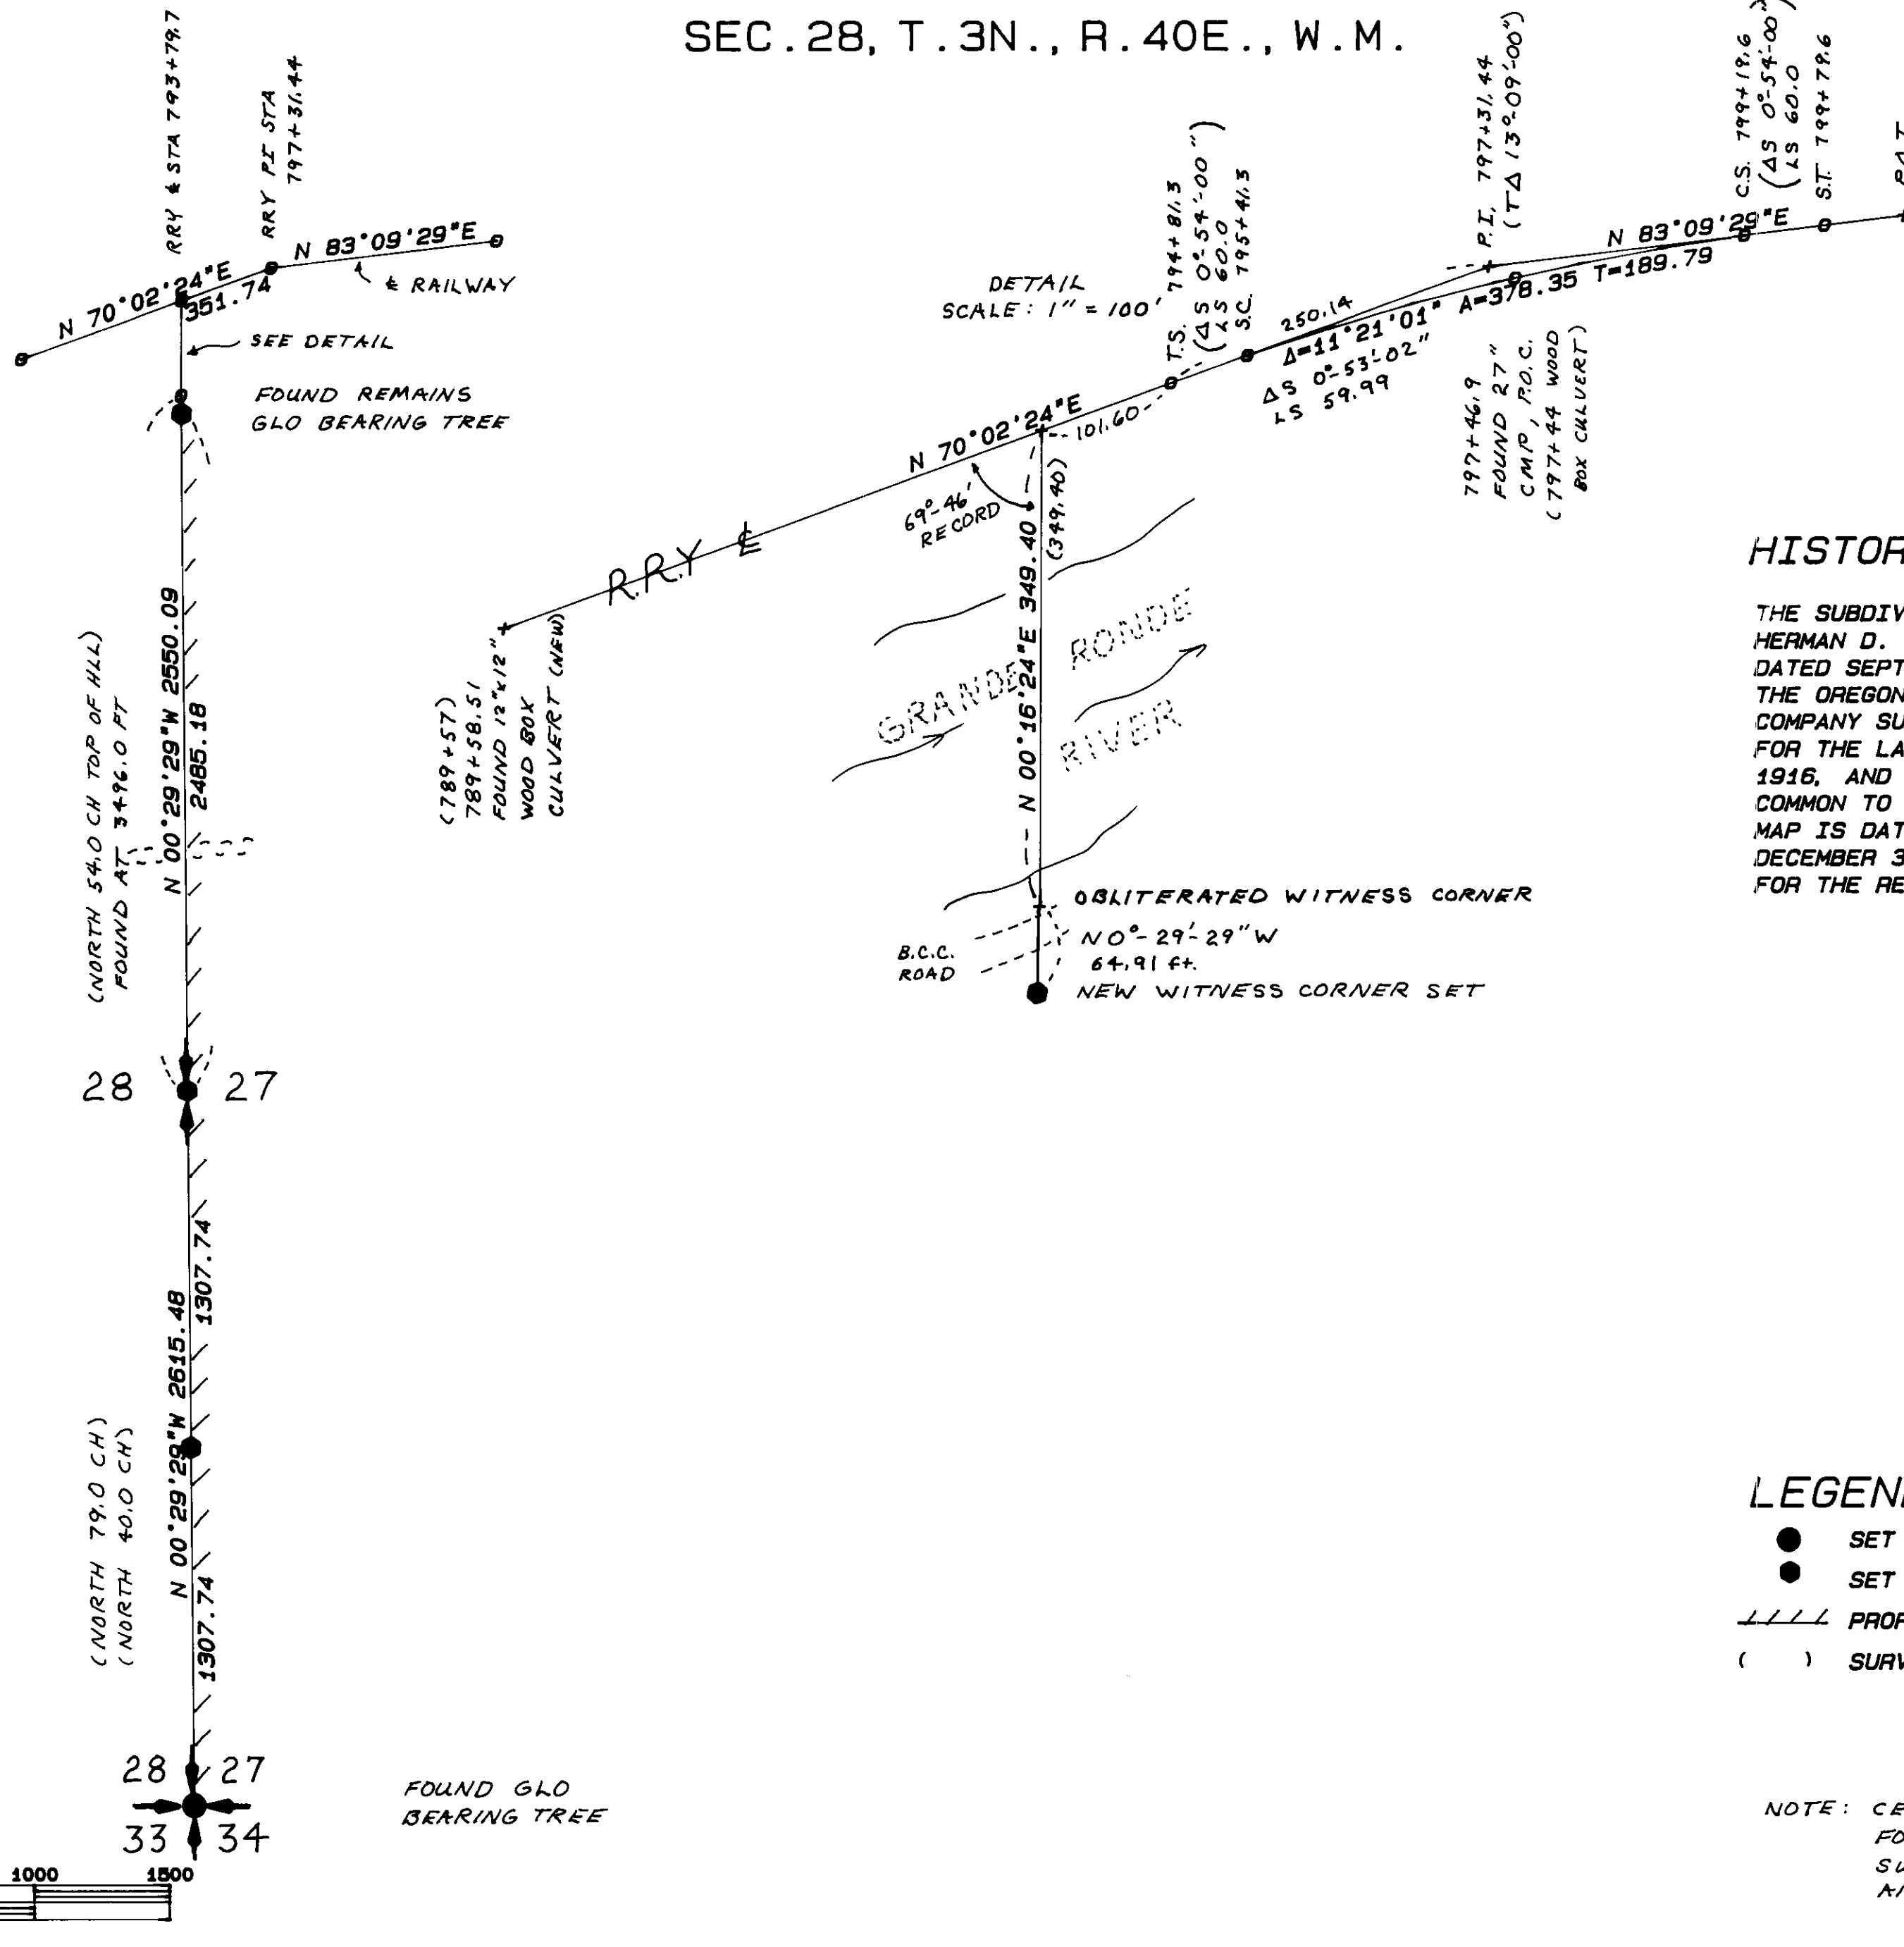 SEC.28, T.3N., R.40E., W.M.
RRY ℄ STA 793+79.7
RRY PI STA
797+31.44
N 70°02'24"E
351.74
N 83°09'29"E
℄ RAILWAY
SEE DETAIL
FOUND REMAINS
GLO BEARING TREE
(NORTH 54.0 CH TOP OF HLL)
FOUND AT 3496.0 FT
N 00°29'29"W 2550.09
2485.18
28 27
1307.74
N 00°29'29"W 2615.48
(NORTH 79.0 CH)
(NORTH 40.0 CH)
1307.74
28 27
33 34
FOUND GLO
BEARING TREE
1000 1500
DETAIL
SCALE: 1" = 100'
T.S. 794+81.3
(ΔS 0°-54'-00")
LS 60.0
S.C. 795+41.3
P.I. 797+31.44
(TΔ 13°-09'-00")
C.S. 799+19.6
(ΔS 0°-54'-00")
(LS 60.0
S.T. 799+79.6
N 83°09'29"E
250.14
Δ=11°21'01" A=378.35 T=189.79
ΔS 0°-53'-02"
LS 59.99
797+46.9
FOUND 27"
CMP, P.O.C.
(797+44 WOOD
BOX CULVERT)
N 70°02'24"E
101.60
69°-46'
RECORD
R.R.Y ℄
(789+57)
789+58.51
FOUND 12"x12"
WOOD BOX
CULVERT (NEW)
N 00°16'24"E 349.40
(349.40)
GRANDE RONDE
RIVER
OBLITERATED WITNESS CORNER
N 0°-29'-29" W
64.91 ft.
B.C.C.
ROAD
NEW WITNESS CORNER SET
HISTOR
THE SUBDIV
HERMAN D.
DATED SEPT
THE OREGON
COMPANY SU
FOR THE LA
1916, AND
COMMON TO
MAP IS DAT
DECEMBER 3
FOR THE RE
LEGEN
SET
SET
PROP
( ) SURV
NOTE: CE
FO
SU